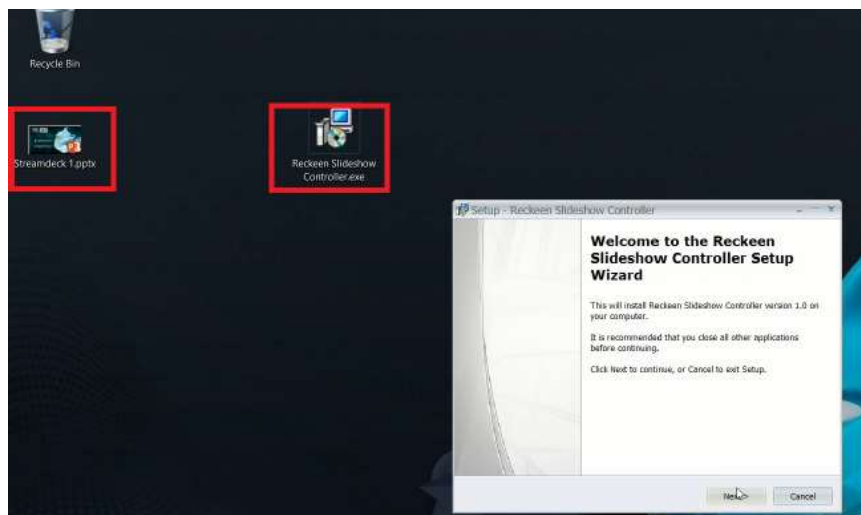 Recycle Bin
Streamdeck 1.pptx
Reckeen Slideshow
Controller.exe
Setup - Reckeen Slideshow Controller
Welcome to the Reckeen
Slideshow Controller Setup
Wizard
This will install Reckeen Slideshow Controller version 1.0 on
your computer.
It is recommended that you close all other applications
before continuing.
Click Next to continue, or Cancel to exit Setup.
Next >
Cancel